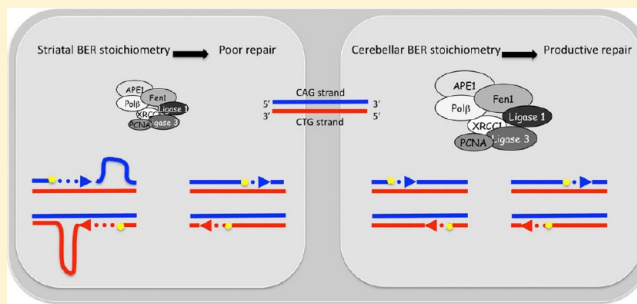 Striatal BER stoichiometry Poor repair
APE1
Fen1
Polβ
Ligase 1
XRCC1
PCNA
Ligase 3
5' CAG strand 3'
3' CTG strand 5'
Cerebellar BER stoichiometry Productive repair
APE1
Fen1
Polβ
Ligase 1
XRCC1
PCNA
Ligase 3